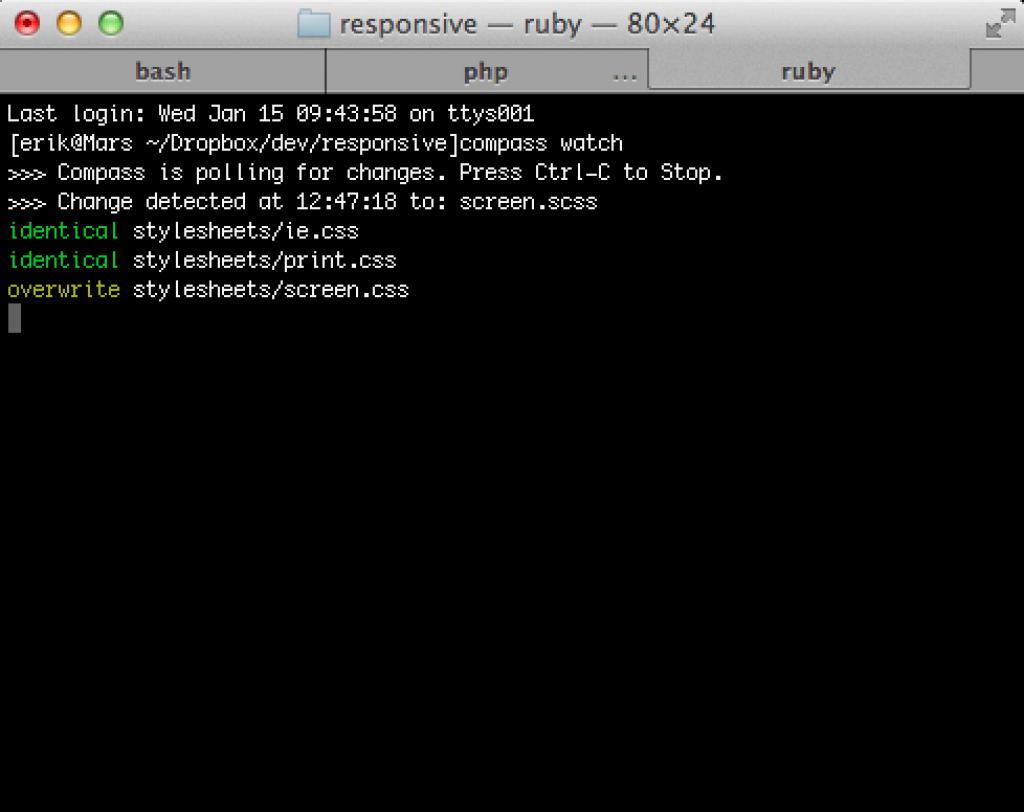 responsive — ruby — 80×24
bash php ... ruby
Last login: Wed Jan 15 09:43:58 on ttys001
[erik@Mars ~/Dropbox/dev/responsive]compass watch
>>> Compass is polling for changes. Press Ctrl-C to Stop.
>>> Change detected at 12:47:18 to: screen.scss
identical stylesheets/ie.css
identical stylesheets/print.css
overwrite stylesheets/screen.css